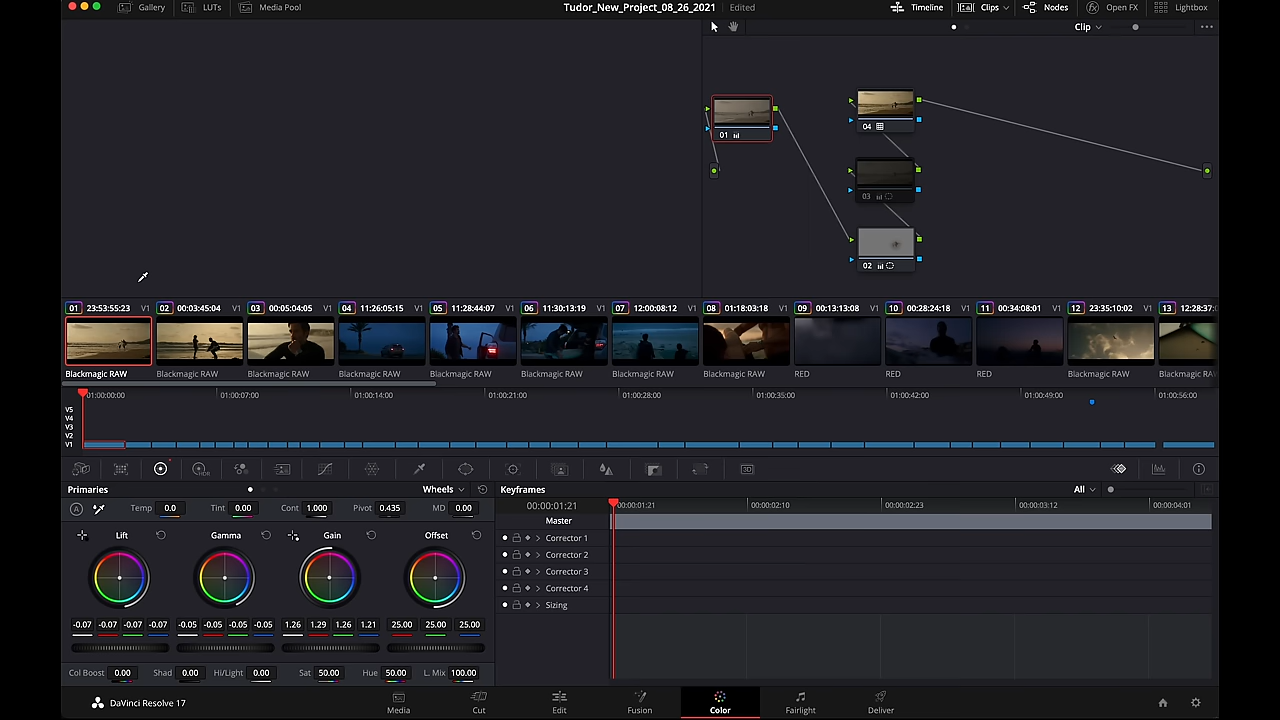 Gallery LUTs Media Pool Tudor_New_Project_08_26_2021 Edited Timeline Clips Nodes Open FX Lightbox
Clip
01
04
03
02
01 23:53:55:23 V1 02 00:03:45:04 V1 03 00:05:04:05 V1 04 11:26:05:15 V1 05 11:28:44:07 V1 06 11:30:13:19 V1 07 12:00:08:12 V1 08 01:18:03:18 V1 09 00:13:13:08 V1 10 00:28:24:18 V1 11 00:34:08:01 V1 12 23:35:10:02 V1 13 12:28:37:
Blackmagic RAW Blackmagic RAW Blackmagic RAW Blackmagic RAW Blackmagic RAW Blackmagic RAW Blackmagic RAW Blackmagic RAW RED RED RED Blackmagic RAW Blackmagic RA
01:00:00:00 01:00:07:00 01:00:14:00 01:00:21:00 01:00:28:00 01:00:35:00 01:00:42:00 01:00:49:00 01:00:56:00
V5
V4
V3
V2
V1
HDR 3D
Primaries Wheels Keyframes All
A Temp 0.0 Tint 0.00 Cont 1.000 Pivot 0.435 MD 0.00 00:00:01:21 00:00:01:21 00:00:02:10 00:00:02:23 00:00:03:12 00:00:04:01
Master
Lift Gamma Gain Offset Corrector 1
Corrector 2
Corrector 3
Corrector 4
Sizing
-0.07 -0.07 -0.07 -0.07 -0.05 -0.05 -0.05 -0.05 1.26 1.29 1.26 1.21 25.00 25.00 25.00
Col Boost 0.00 Shad 0.00 Hi/Light 0.00 Sat 50.00 Hue 50.00 L. Mix 100.00
DaVinci Resolve 17 Media Cut Edit Fusion Color Fairlight Deliver